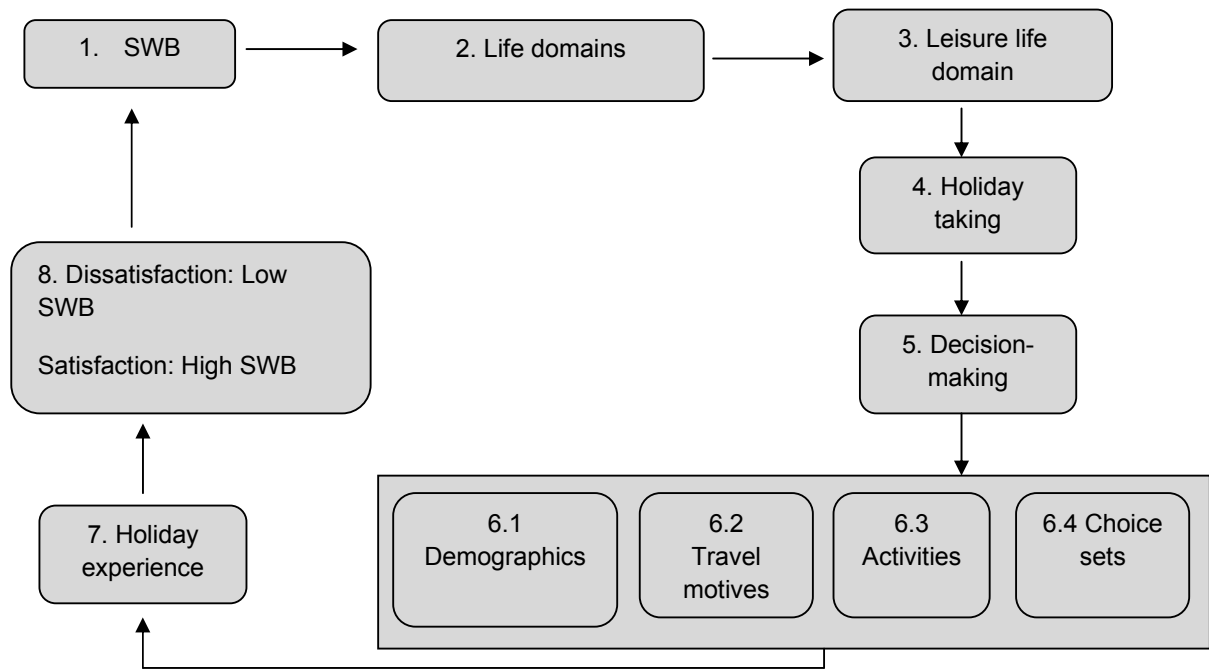 1. SWB
2. Life domains
3. Leisure life
domain
4. Holiday
taking
5. Decision-
making
6.1
Demographics
6.2
Travel
motives
6.3
Activities
6.4 Choice
sets
7. Holiday
experience
8. Dissatisfaction: Low
SWB
Satisfaction: High SWB